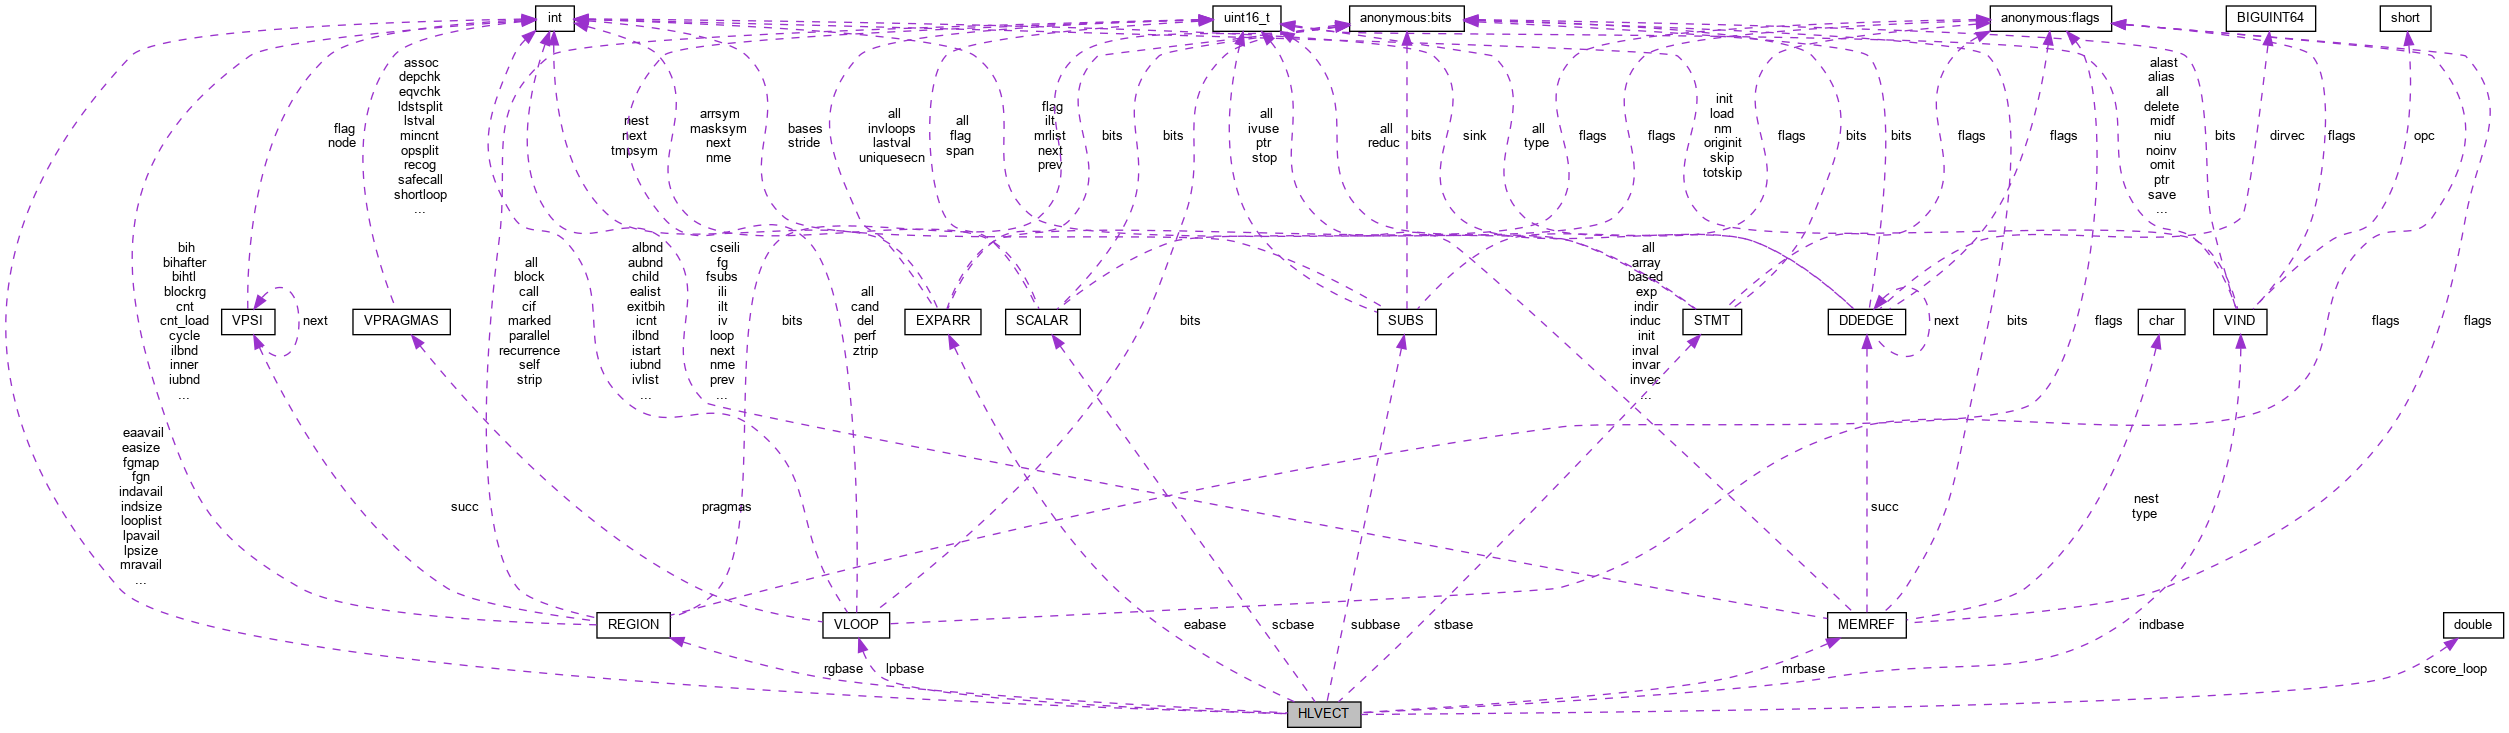 int
uint16_t
anonymous:bits
anonymous:flags
BIGUINT64
short
assoc
depchk
eqvchk
ldstsplit
lstval
mincnt
opsplit
recog
safecall
shortloop
...
flag
node
nest
next
tmpsym
arrsym
masksym
next
nme
bases
stride
all
invloops
lastval
uniquesecn
all
flag
span
flag
ilt
mrlist
next
prev
bits
bits
all
ivuse
ptr
stop
all
reduc
bits
sink
all
type
flags
flags
init
load
nm
originit
skip
totskip
flags
bits
bits
flags
flags
alast
alias
all
delete
midf
niu
noinv
omit
ptr
save
...
bits
dirvec
flags
opc
bih
bihafter
bihtl
blockrg
cnt
cnt_load
cycle
ilbnd
inner
iubnd
...
VPSI
next
VPRAGMAS
all
block
call
cif
marked
parallel
recurrence
self
strip
albnd
aubnd
child
ealist
exitbih
icnt
ilbnd
istart
iubnd
ivlist
...
cseili
fg
fsubs
ili
ilt
iv
loop
next
nme
prev
...
bits
all
cand
del
perf
ztrip
EXPARR
SCALAR
bits
SUBS
all
array
based
exp
indir
induc
init
inval
invar
invec
...
STMT
DDEDGE
next
bits
flags
char
VIND
flags
flags
eaavail
easize
fgmap
fgn
indavail
indsize
looplist
lpavail
lpsize
mravail
...
succ
pragmas
succ
nest
type
REGION
VLOOP
eabase
scbase
subbase
stbase
MEMREF
indbase
double
rgbase
lpbase
mrbase
score_loop
HLVECT